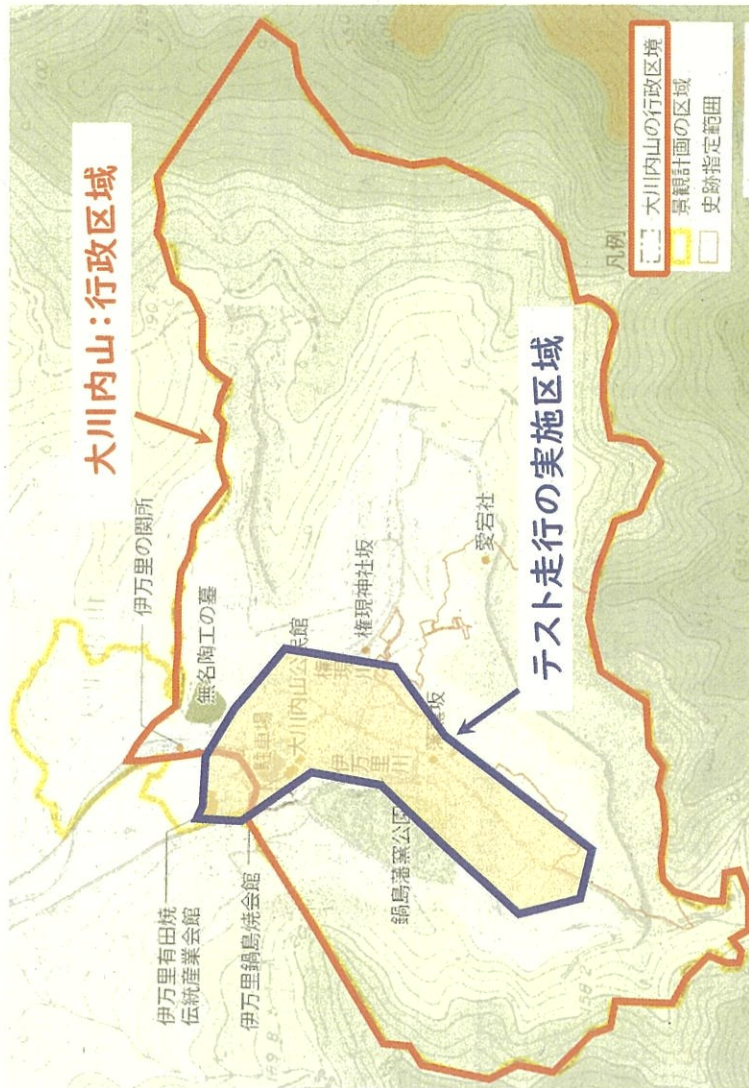 大川内山:行政区域
伊万里の関所
無名陶工の墓
伊万里有田焼
伝統産業会館
伊万里鍋島焼会館
駐車場
大川内山公民館
権現神社坂
伊万里
川
鍋島藩窯公園
愛宕社
テスト走行の実施区域
凡例
大川内山の行政区境
景観計画の区域
史跡指定範囲